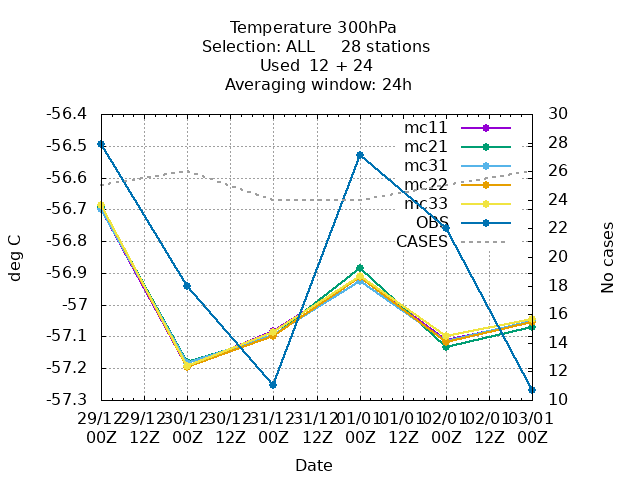 Temperature 300hPa
Selection: ALL 28 stations
Used 12 + 24
Averaging window: 24h
-56.4
-56.5
-56.6
-56.7
-56.8
-56.9
-57
-57.1
-57.2
-57.3
deg C
30
28
26
24
22
20
18
16
14
12
10
No cases
mc11
mc21
mc31
mc22
mc33
OBS
CASES
29/12 29/12 30/12 30/12 31/12 31/12 01/01 01/01 02/01 02/01 03/01
00Z 12Z 00Z 12Z 00Z 12Z 00Z 12Z 00Z 12Z 00Z
Date